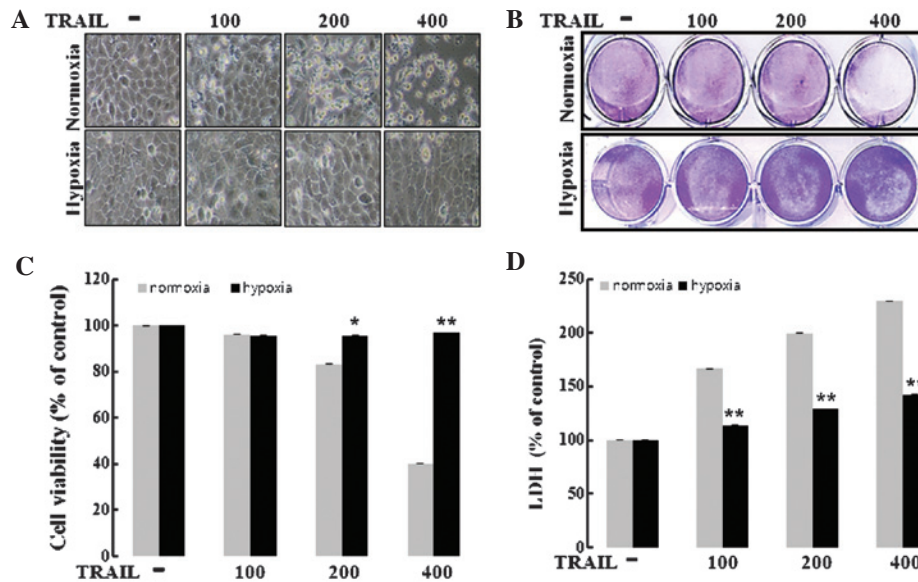 A
TRAIL - 100 200 400
Normoxia
Hypoxia
B
TRAIL - 100 200 400
Normoxia
Hypoxia
C
Cell viability (% of control)
120
100
80
60
40
20
0
normoxia hypoxia
*
**
TRAIL - 100 200 400
D
LDH (% of control)
250
200
150
100
50
0
normoxia hypoxia
**
**
**
TRAIL - 100 200 400